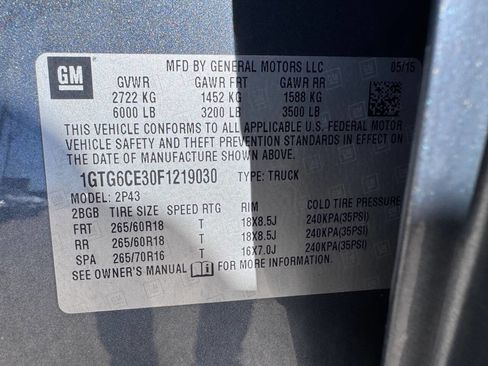 GM
MFD BY GENERAL MOTORS LLC 05/15
GVWR GAWR FRT GAWR RR
2722 KG 1452 KG 1588 KG
6000 LB 3200 LB 3500 LB
THIS VEHICLE CONFORMS TO ALL APPLICABLE U.S. FEDERAL MOTOR
VEHICLE SAFETY AND THEFT PREVENTION STANDARDS IN EFFECT ON
THE DATE OF MANUFACTURE SHOWN ABOVE.
1GTG6CE30F1219030 TYPE: TRUCK
MODEL: 2P43
2BGB TIRE SIZE SPEED RTG RIM COLD TIRE PRESSURE
FRT 265/60R18 T 18X8.5J 240KPA(35PSI)
RR 265/60R18 T 18X8.5J 240KPA(35PSI)
SPA 265/70R16 T 16X7.0J 240KPA(35PSI)
SEE OWNER'S MANUAL FOR MORE INFORMATION.